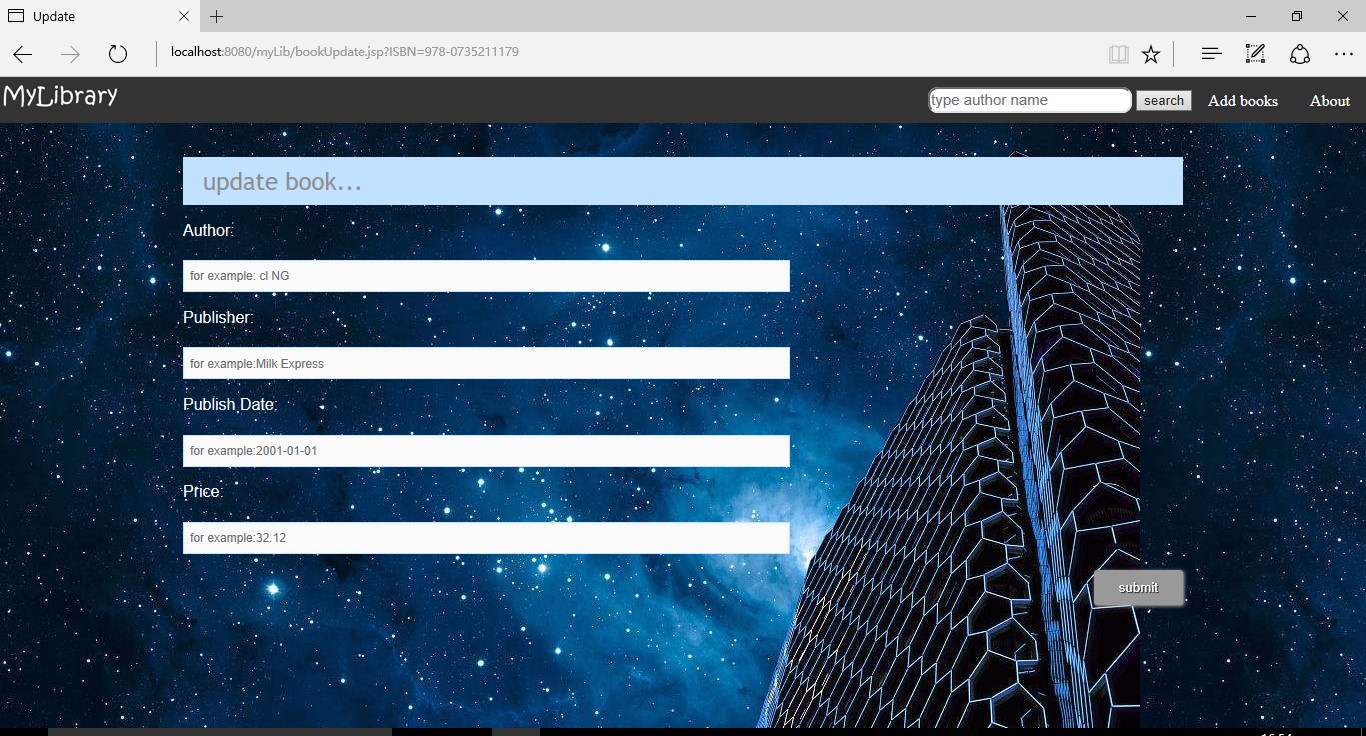 Update
localhost:8080/myLib/bookUpdate.jsp?ISBN=978-0735211179
MyLibrary
type author name
search
Add books
About
update book...
Author:
for example: cl NG
Publisher:
for example:Milk Express
Publish Date:
for example:2001-01-01
Price:
for example:32.12
submit